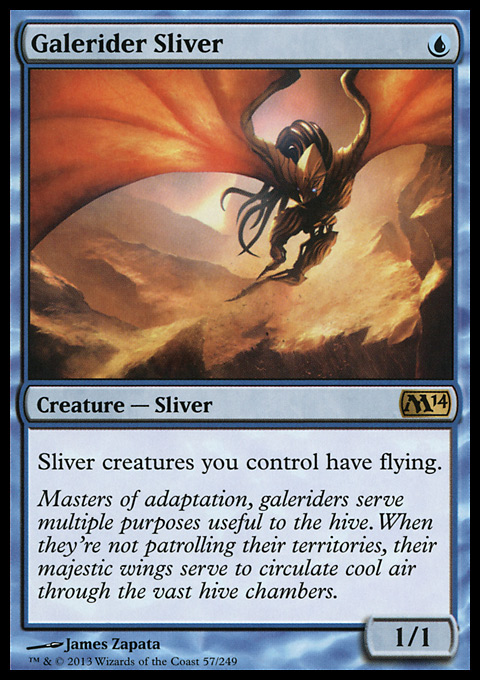 Galerider Sliver
Creature — Sliver
M14
Sliver creatures you control have flying.
Masters of adaptation, galeriders serve
multiple purposes useful to the hive. When
they're not patrolling their territories, their
majestic wings serve to circulate cool air
through the vast hive chambers.
1/1
James Zapata
™ & © 2013 Wizards of the Coast 57/249